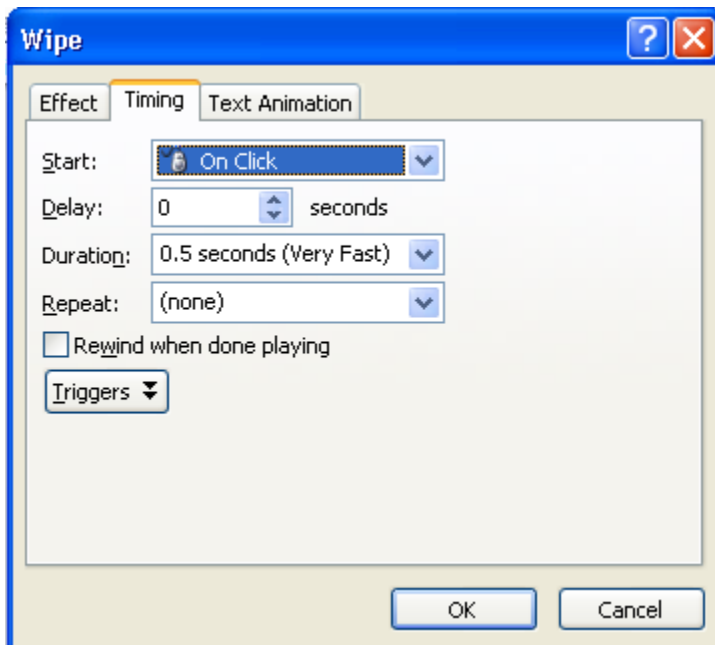 Wipe
Effect Timing Text Animation
Start: On Click
Delay: 0 seconds
Duration: 0.5 seconds (Very Fast)
Repeat: (none)
Rewind when done playing
Triggers
OK Cancel